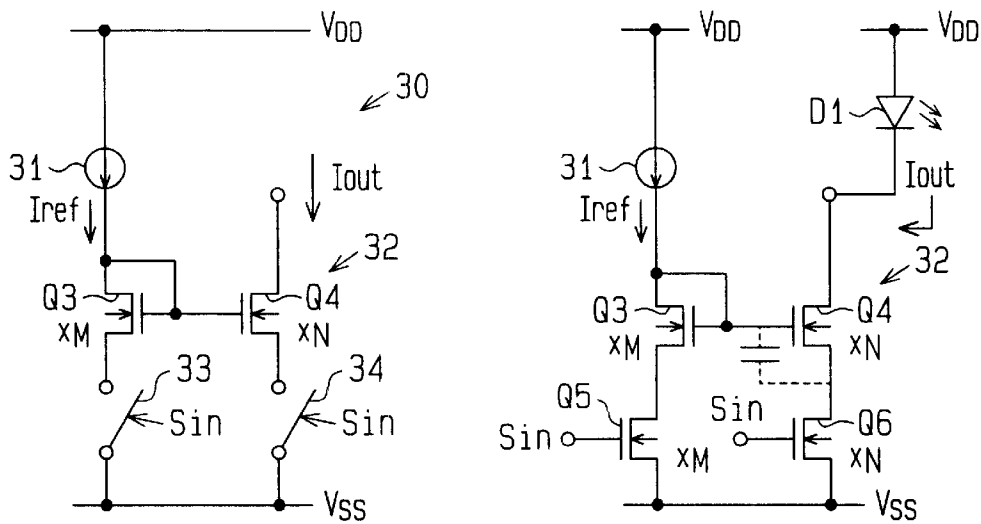 VDD
30
31
Iref
Iout
32
Q3
Q4
xM
xN
33
34
Sin
Sin
VSS
VDD
VDD
D1
31
Iref
Iout
32
Q3
Q4
xM
xN
Q5
Sin
Q6
Sin
xM
xN
VSS